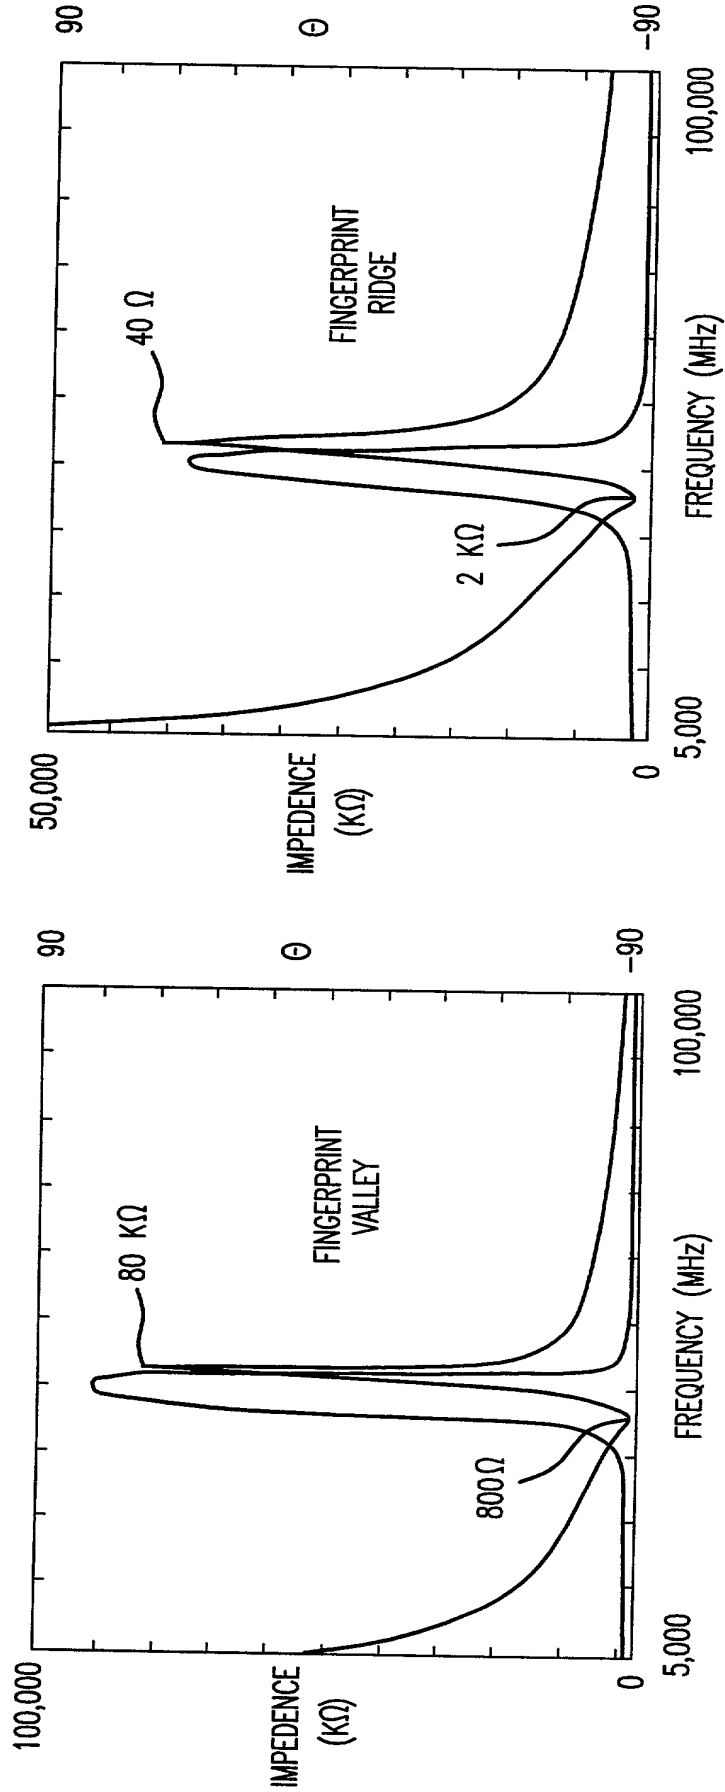 100,000
IMPEDENCE
(KΩ)
0
5,000
FREQUENCY (MHz)
100,000
90
Θ
-90
80 KΩ
800Ω
FINGERPRINT
VALLEY
50,000
IMPEDENCE
(KΩ)
0
5,000
FREQUENCY (MHz)
100,000
90
Θ
-90
40 Ω
2 KΩ
FINGERPRINT
RIDGE